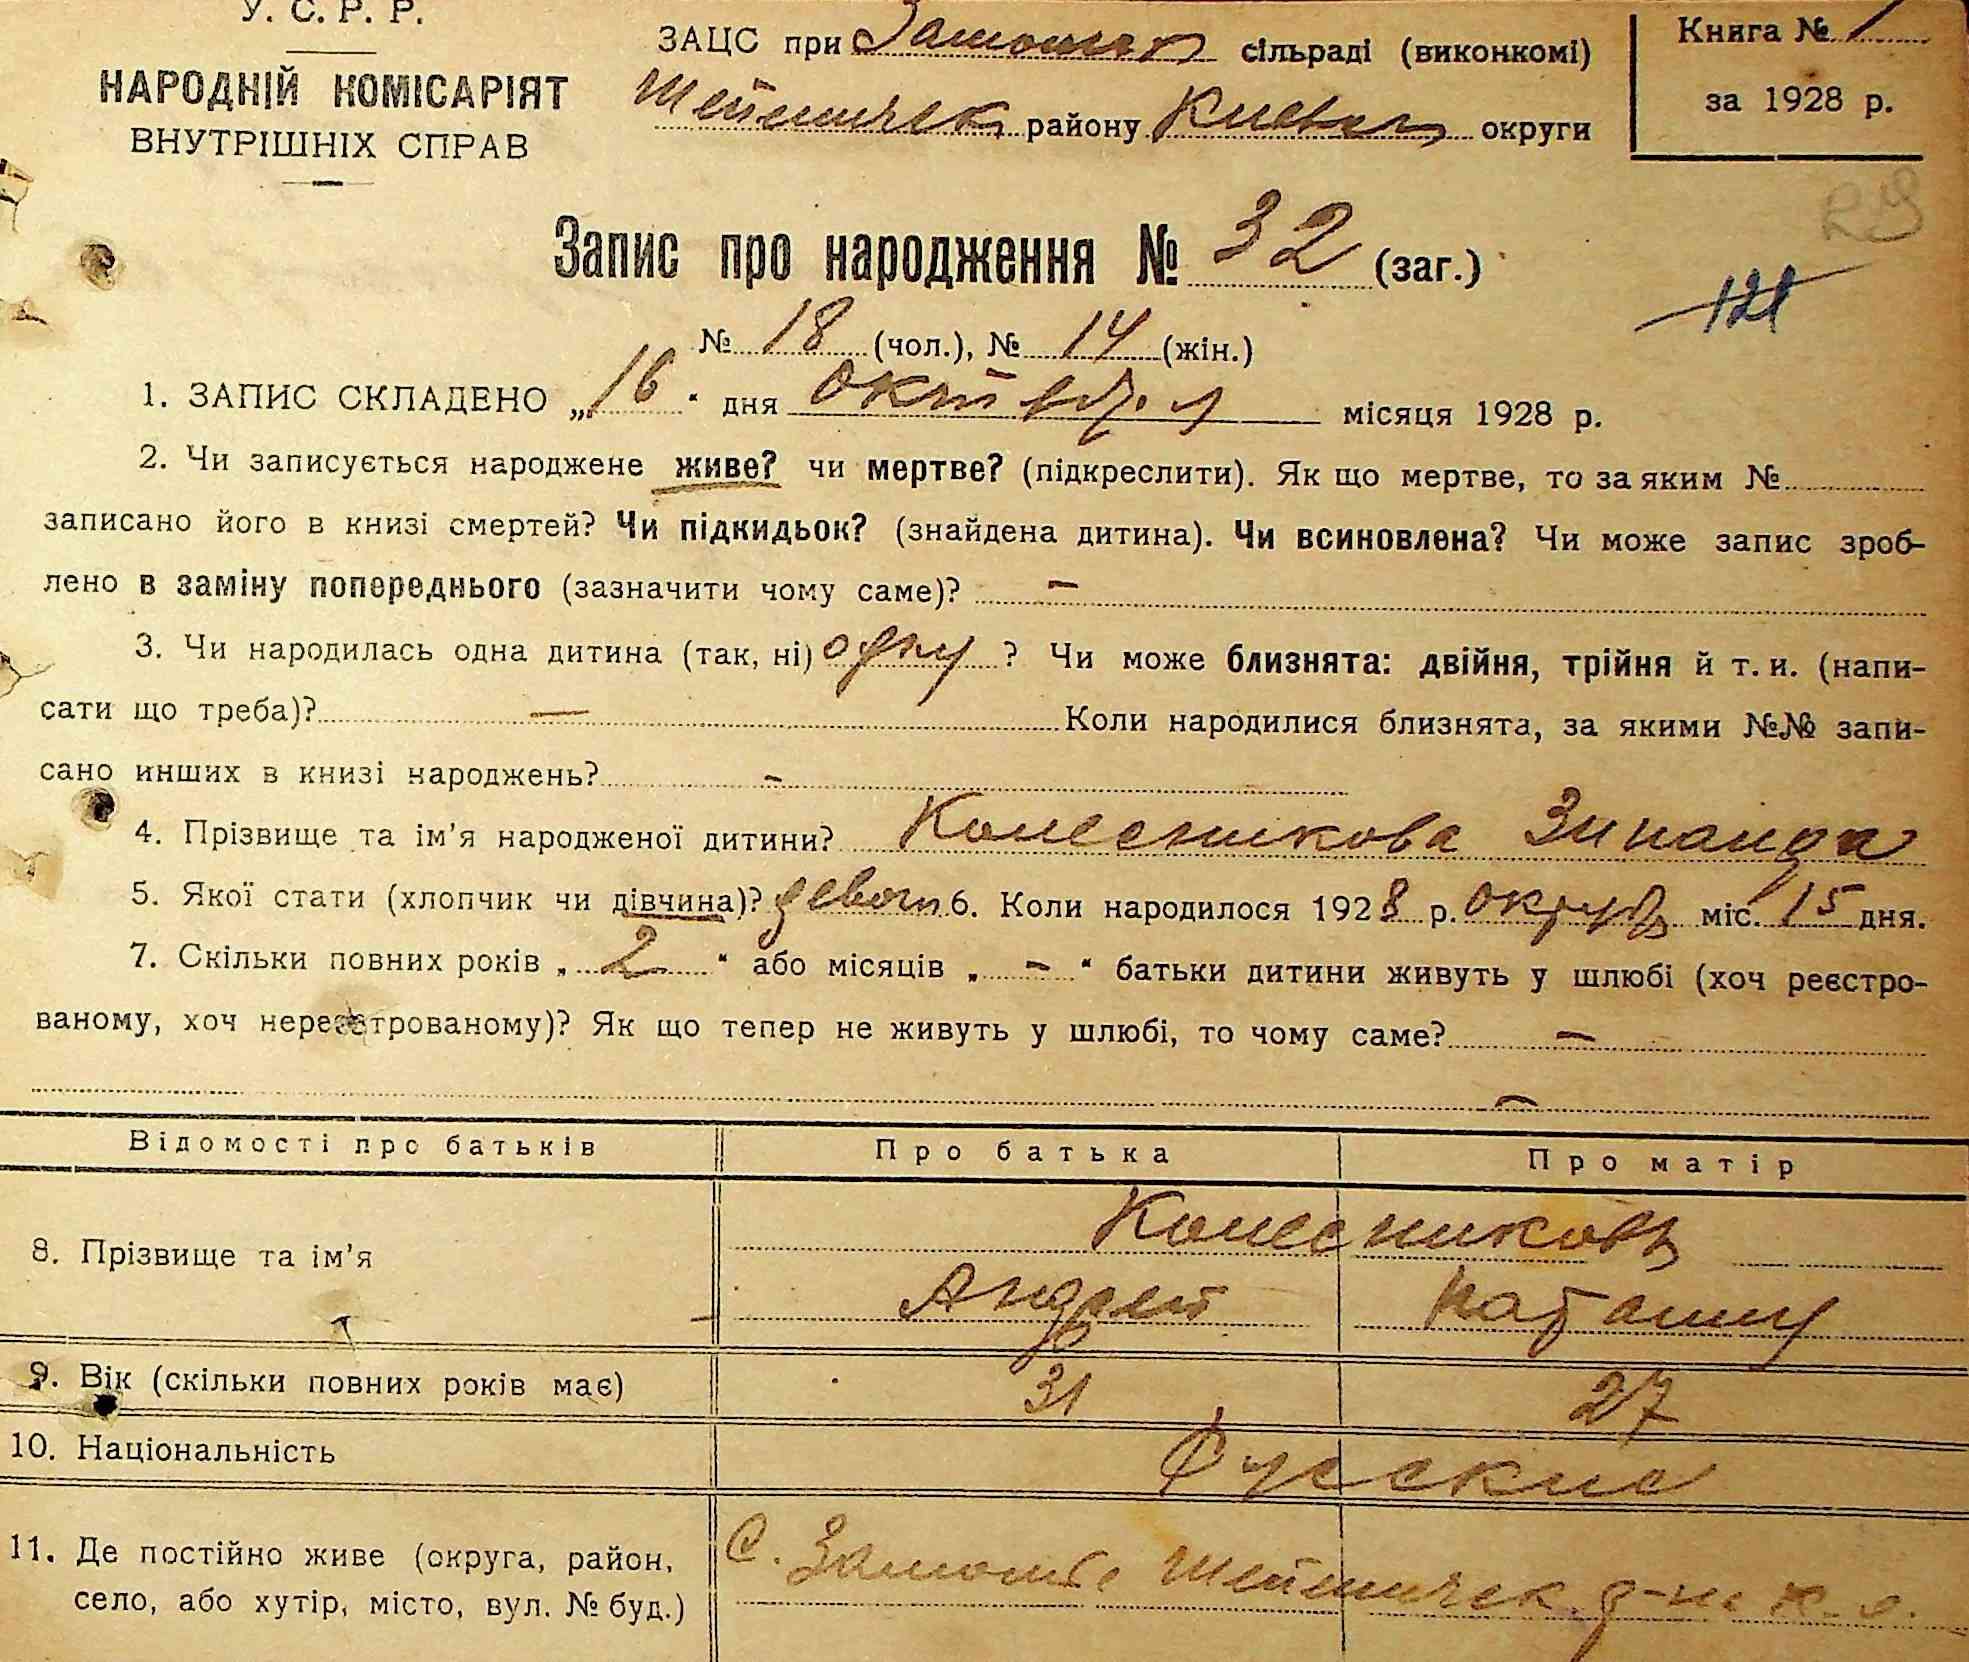 У. С. Р. Р.
НАРОДНІЙ КОМІСАРІЯТ
ВНУТРІШНІХ СПРАВ
ЗАЦС при Замошск сільраді (виконкомі)
району Киевск округи
Книга № 1
за 1928 р.
29
Запис про народження № 32 (заг.)
121
№ 18 (чол.), № 14 (жін.)
1. ЗАПИС СКЛАДЕНО „16“ дня октября місяця 1928 р.
2. Чи записується народжене живе? чи мертве? (підкреслити). Як що мертве, то за яким №
записано його в книзі смертей? Чи підкидьок? (знайдена дитина). Чи всиновлена? Чи може запис зроб-
лено в заміну попереднього (зазначити чому саме)? —
3. Чи народилась одна дитина (так, ні) одну ? Чи може близнята: двійня, трійня й т. и. (напи-
сати що треба)? — Коли народилися близнята, за якими №№ запи-
сано инших в книзі народжень? -
4. Прізвище та ім'я народженої дитини? Колесникова Зинаида
5. Якої стати (хлопчик чи дівчина)? 6. Коли народилося 1928 р. міс. 15 дня.
7. Скільки повних років „2“ або місяців „-“ батьки дитини живуть у шлюбі (хоч реєстро-
ваному, хоч нереєстрованому)? Як що тепер не живуть у шлюбі, то чому саме? —
—
Відомості про батьків Про батька Про матір
8. Прізвище та ім'я Колесниковы
Андрей
9. Вік (скільки повних років має) 31 27
10. Національність Русские
11. Де постійно живе (округа, район,
село, або хутір, місто, вул. № буд.)
С. р-на К. о.